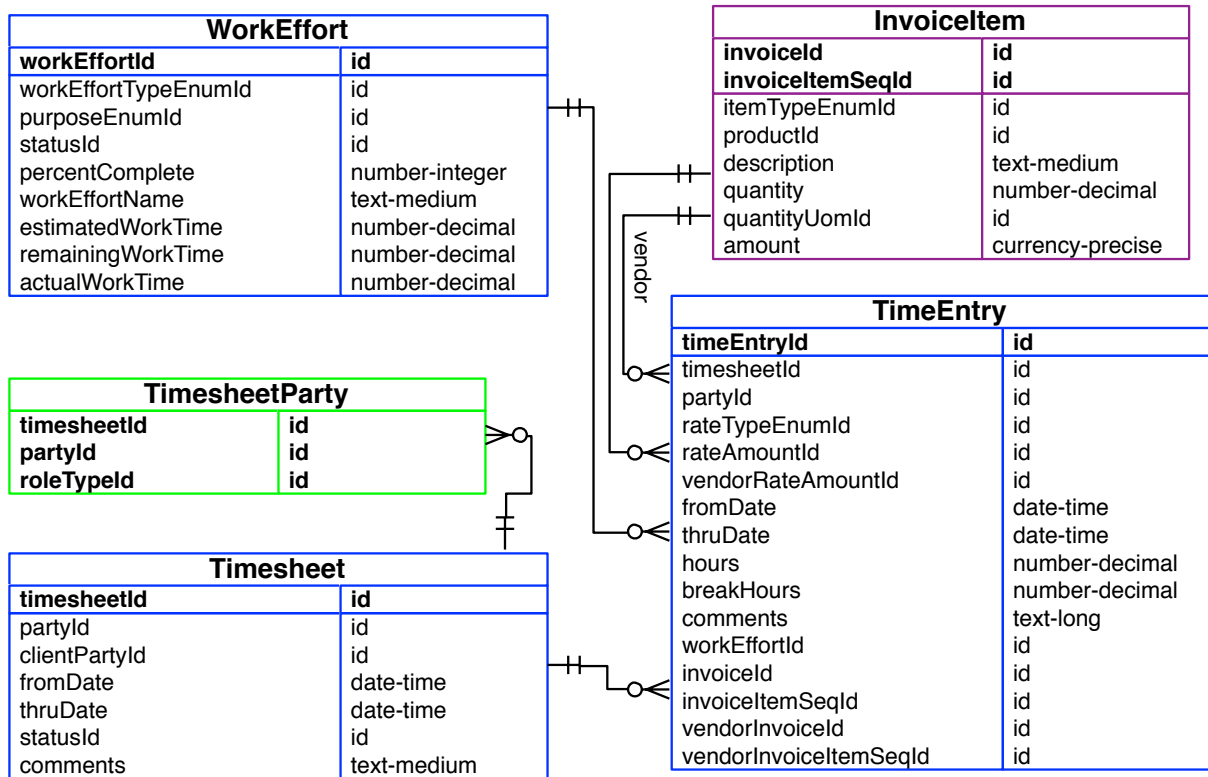 WorkEffort
workEffortId id
workEffortTypeEnumId id
purposeEnumId id
statusId id
percentComplete number-integer
workEffortName text-medium
estimatedWorkTime number-decimal
remainingWorkTime number-decimal
actualWorkTime number-decimal
InvoiceItem
invoiceId id
invoiceItemSeqId id
itemTypeEnumId id
productId id
description text-medium
quantity number-decimal
quantityUomId id
amount currency-precise
vendor
TimeEntry
timeEntryId id
timesheetId id
partyId id
rateTypeEnumId id
rateAmountId id
vendorRateAmountId id
fromDate date-time
thruDate date-time
hours number-decimal
breakHours number-decimal
comments text-long
workEffortId id
invoiceId id
invoiceItemSeqId id
vendorInvoiceId id
vendorInvoiceItemSeqId id
TimesheetParty
timesheetId id
partyId id
roleTypeId id
Timesheet
timesheetId id
partyId id
clientPartyId id
fromDate date-time
thruDate date-time
statusId id
comments text-medium